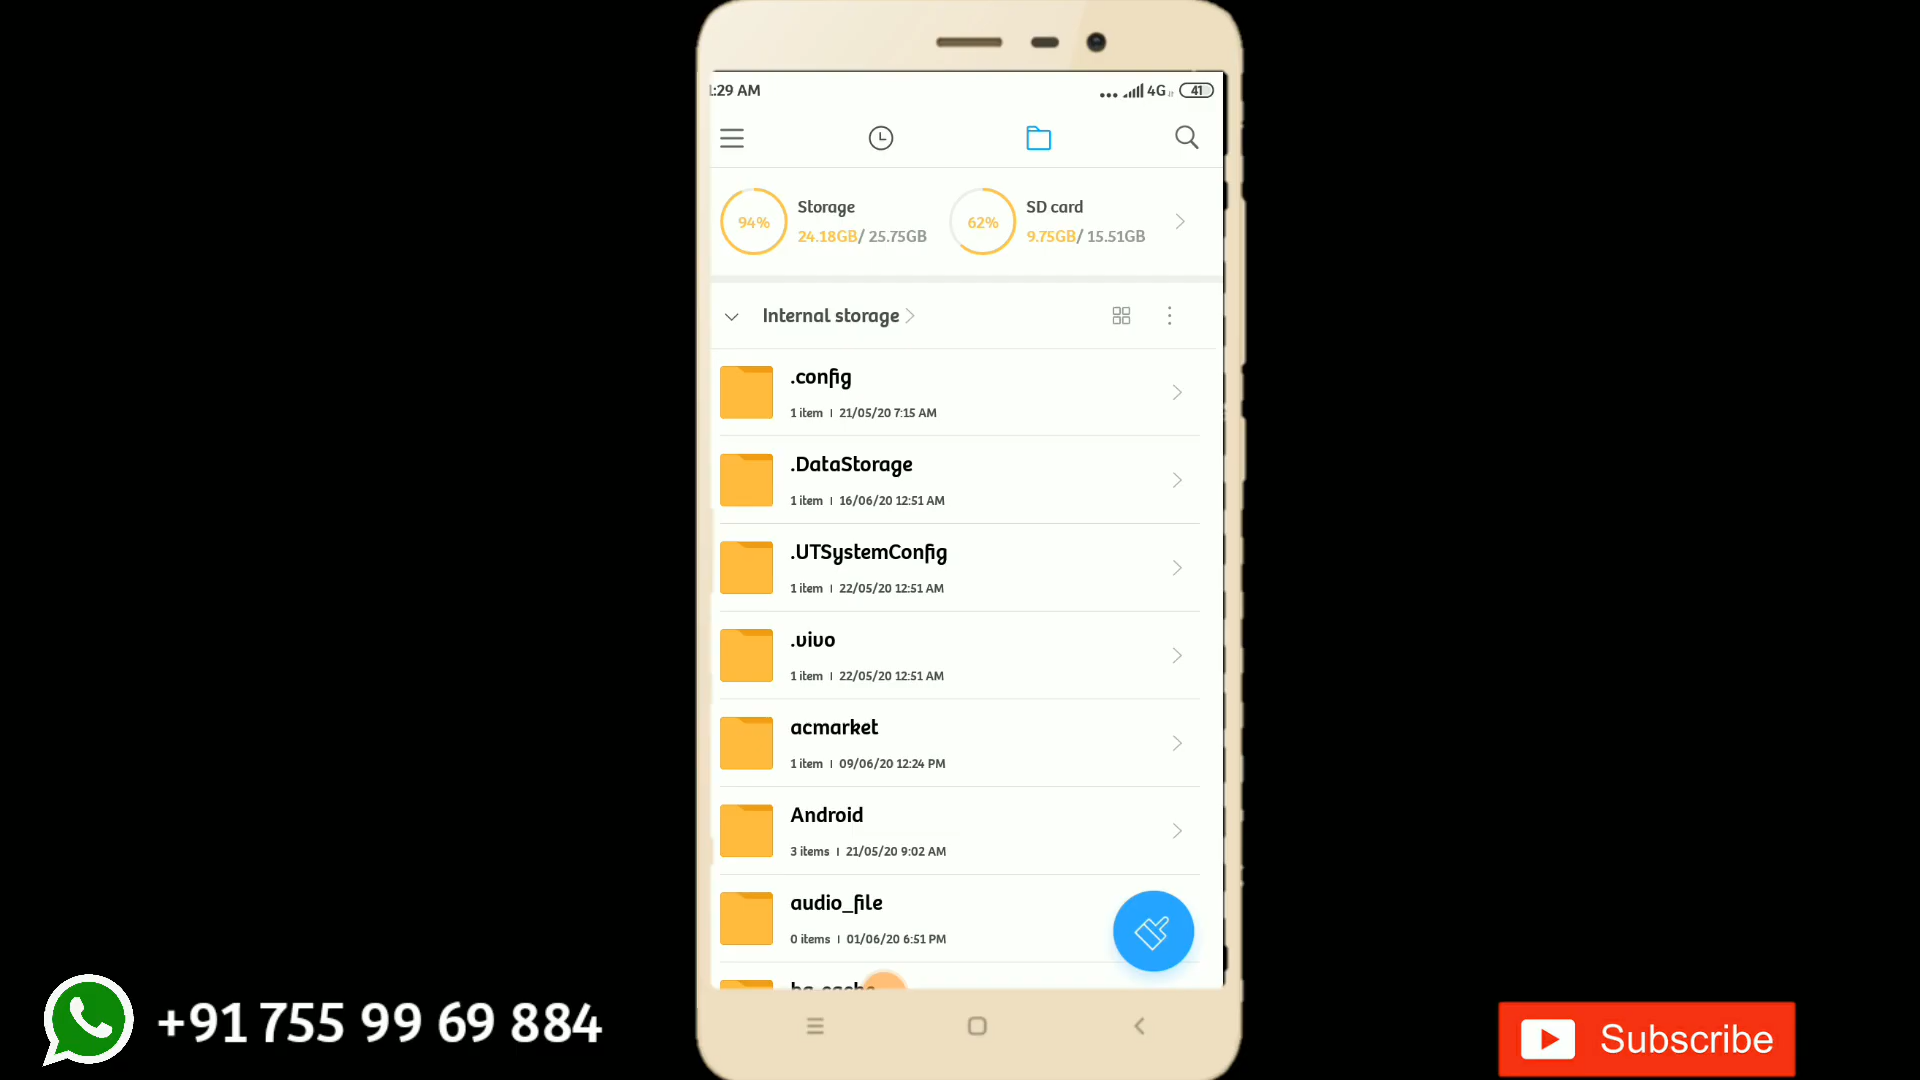 :29 AM
4G 41
94% Storage 24.18GB/ 25.75GB
62% SD card 9.75GB/ 15.51GB
Internal storage
.config
1 item | 21/05/20 7:15 AM
.DataStorage
1 item | 16/06/20 12:51 AM
.UTSystemConfig
1 item | 22/05/20 12:51 AM
.vivo
1 item | 22/05/20 12:51 AM
acmarket
1 item | 09/06/20 12:24 PM
Android
3 items | 21/05/20 9:02 AM
audio_file
0 items | 01/06/20 6:51 PM
+91 755 99 69 884
Subscribe